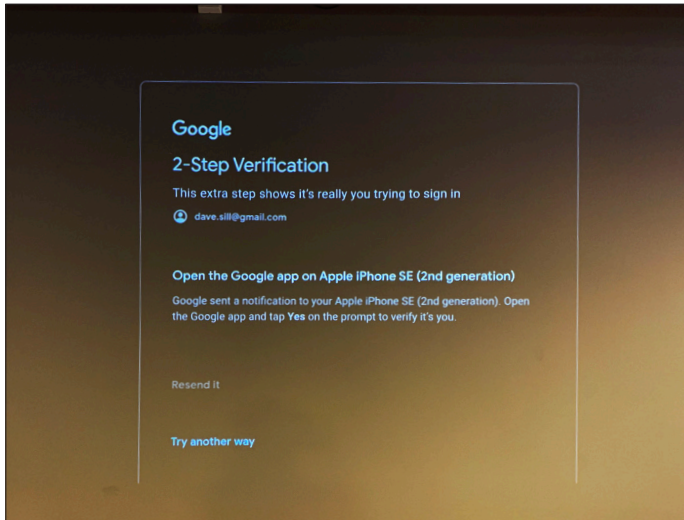 Google
2-Step Verification
This extra step shows it's really you trying to sign in
dave.sill@gmail.com
Open the Google app on Apple iPhone SE (2nd generation)
Google sent a notification to your Apple iPhone SE (2nd generation). Open
the Google app and tap Yes on the prompt to verify it's you.
Resend it
Try another way